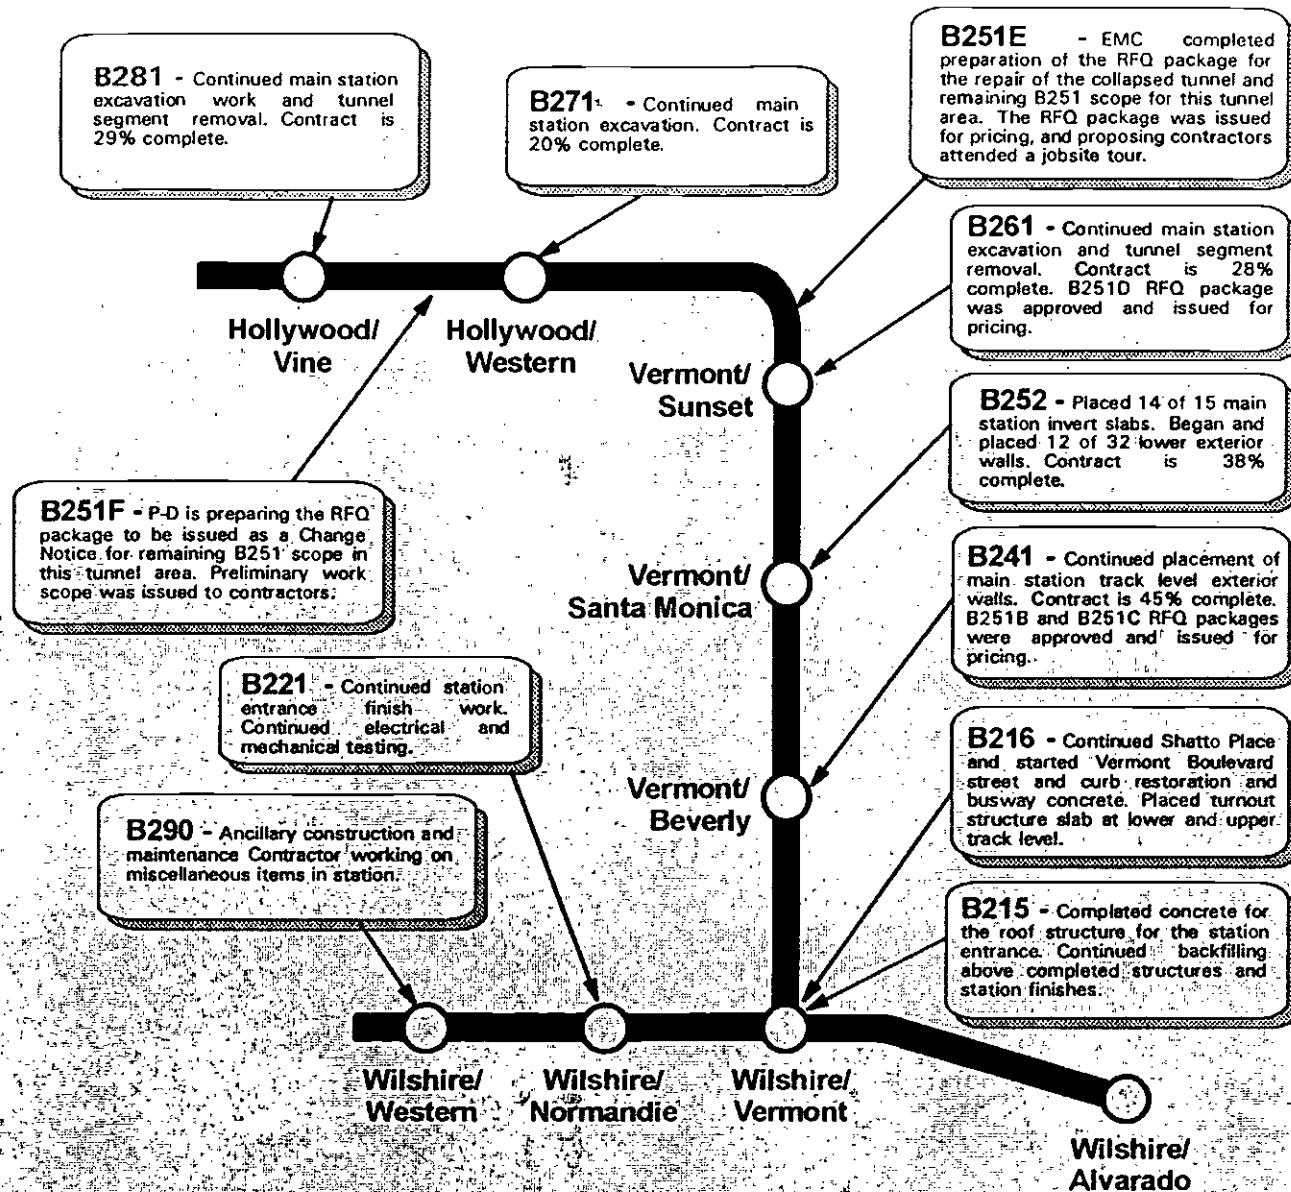 B281 - Continued main station
excavation work and tunnel
segment removal. Contract is
29% complete.
B271 - Continued main
station excavation. Contract is
20% complete.
B251E - EMC completed
preparation of the RFQ package for
the repair of the collapsed tunnel and
remaining B251 scope for this tunnel
area. The RFQ package was issued
for pricing, and proposing contractors
attended a jobsite tour.
B261 - Continued main station
excavation and tunnel segment
removal. Contract is 28%
complete. B251D RFQ package
was approved and issued for
pricing.
Hollywood/
Vine
Hollywood/
Western
Vermont/
Sunset
B252 - Placed 14 of 15 main
station invert slabs. Began and
placed 12 of 32 lower exterior
walls. Contract is 38%
complete.
B251F - P-D is preparing the RFQ
package to be issued as a Change
Notice for remaining B251 scope in
this tunnel area. Preliminary work
scope was issued to contractors.
Vermont/
Santa Monica
B241 - Continued placement of
main station track level exterior
walls. Contract is 45% complete.
B251B and B251C RFQ packages
were approved and issued for
pricing.
B221 - Continued station
entrance finish work.
Continued electrical and
mechanical testing.
Vermont/
Beverly
B216 - Continued Shatto Place
and started Vermont Boulevard
street and curb restoration and
busway concrete. Placed turnout
structure slab at lower and upper
track level.
B290 - Ancillary construction and
maintenance Contractor working on
miscellaneous items in station.
B215 - Completed concrete for
the roof structure for the station
entrance. Continued backfilling
above completed structures and
station finishes.
Wilshire/
Western
Wilshire/
Normandie
Wilshire/
Vermont
Wilshire/
Alvarado